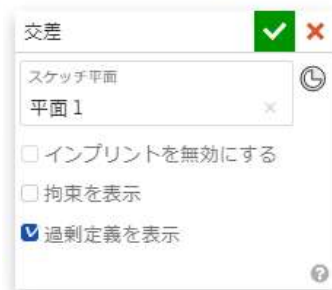 交差
スケッチ平面
平面 1
インプリントを無効にする
拘束を表示
過剰定義を表示